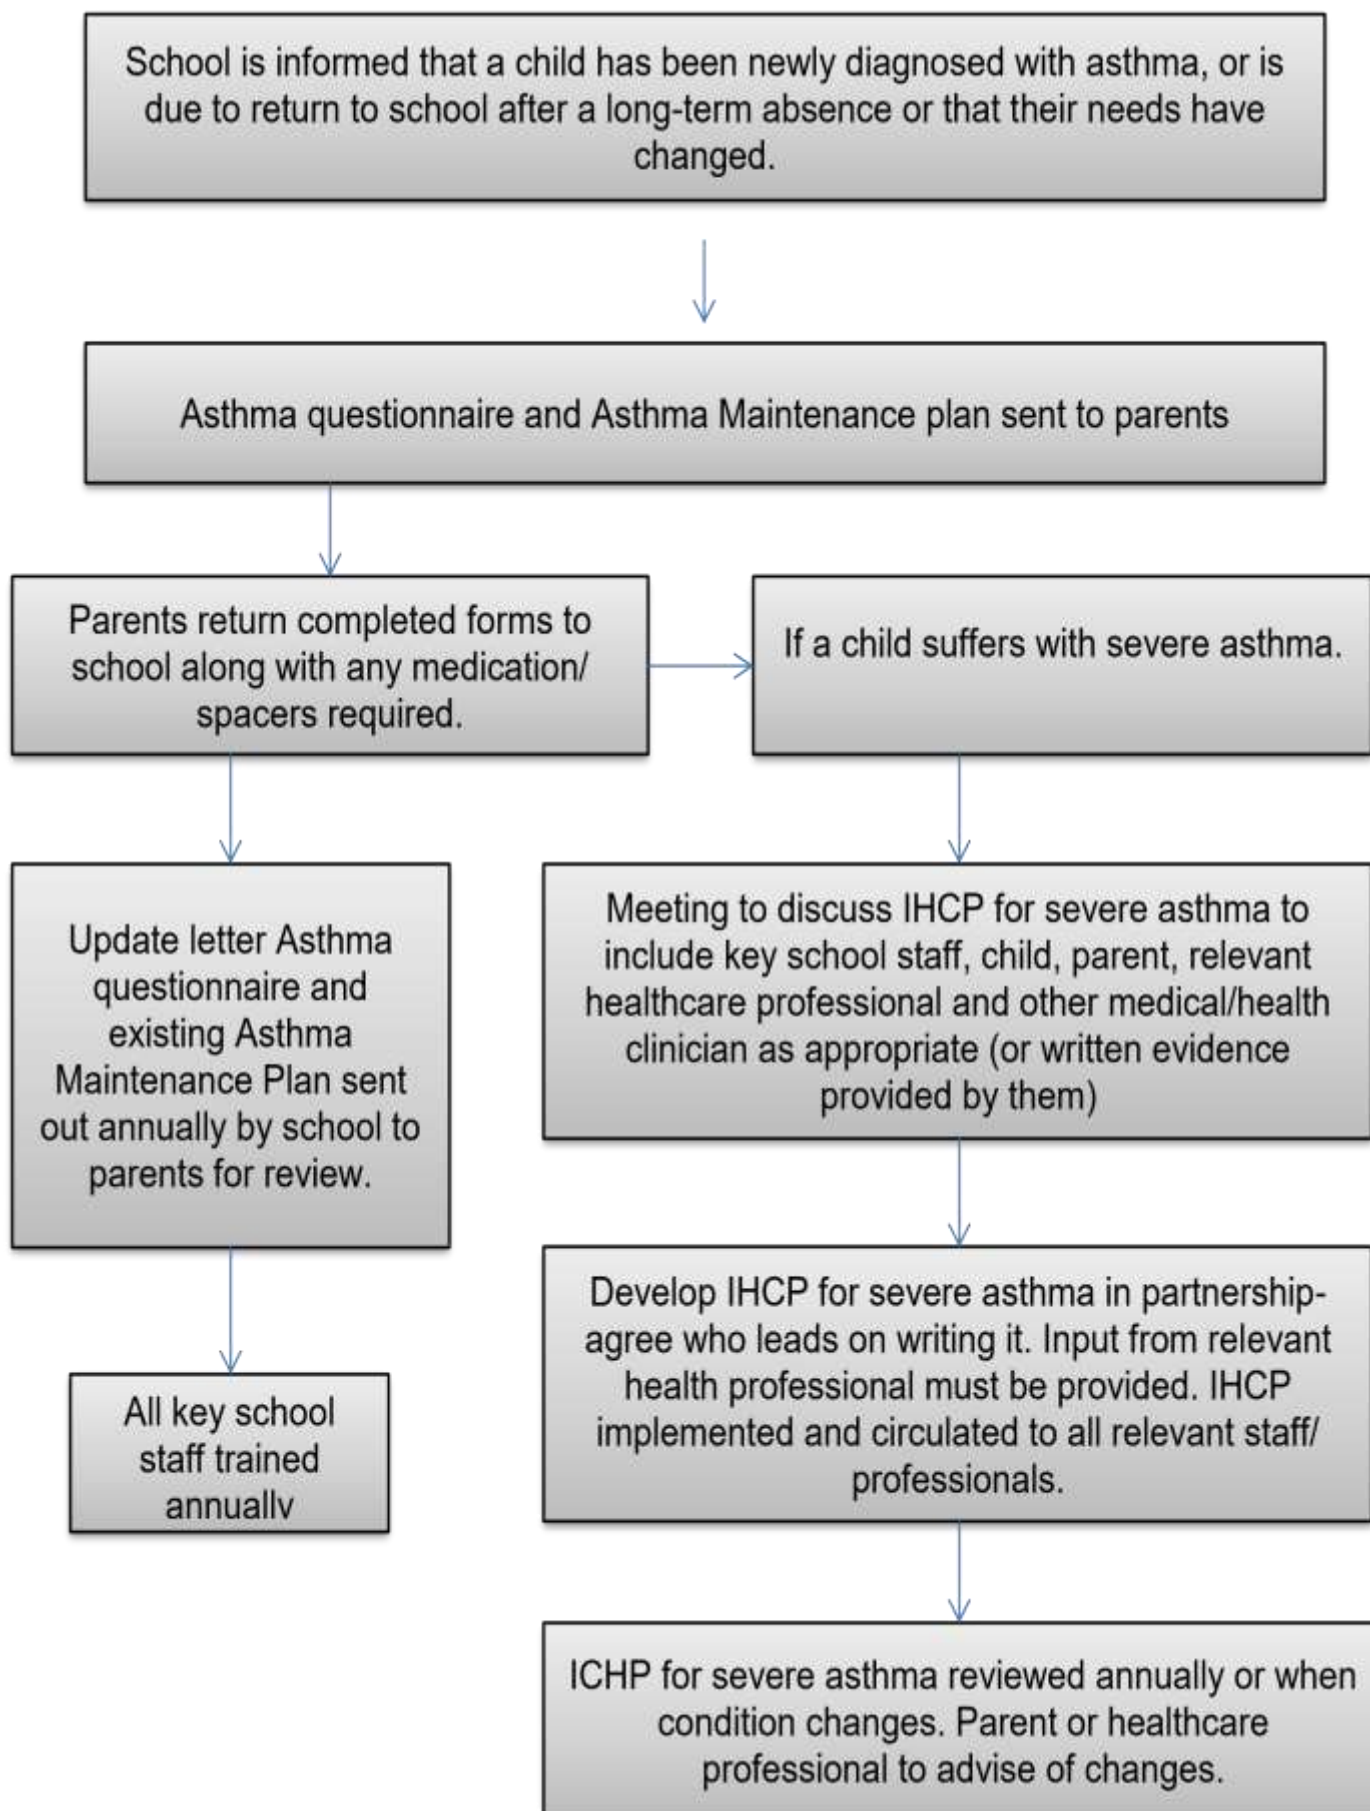 School is informed that a child has been newly diagnosed with asthma, or is
due to return to school after a long-term absence or that their needs have
changed.
Asthma questionnaire and Asthma Maintenance plan sent to parents
Parents return completed forms to
school along with any medication/
spacers required.
If a child suffers with severe asthma.
Update letter Asthma
questionnaire and
existing Asthma
Maintenance Plan sent
out annually by school to
parents for review.
Meeting to discuss IHCP for severe asthma to
include key school staff, child, parent, relevant
healthcare professional and other medical/health
clinician as appropriate (or written evidence
provided by them)
All key school
staff trained
annually
Develop IHCP for severe asthma in partnership-
agree who leads on writing it. Input from relevant
health professional must be provided. IHCP
implemented and circulated to all relevant staff/
professionals.
ICHP for severe asthma reviewed annually or when
condition changes. Parent or healthcare
professional to advise of changes.